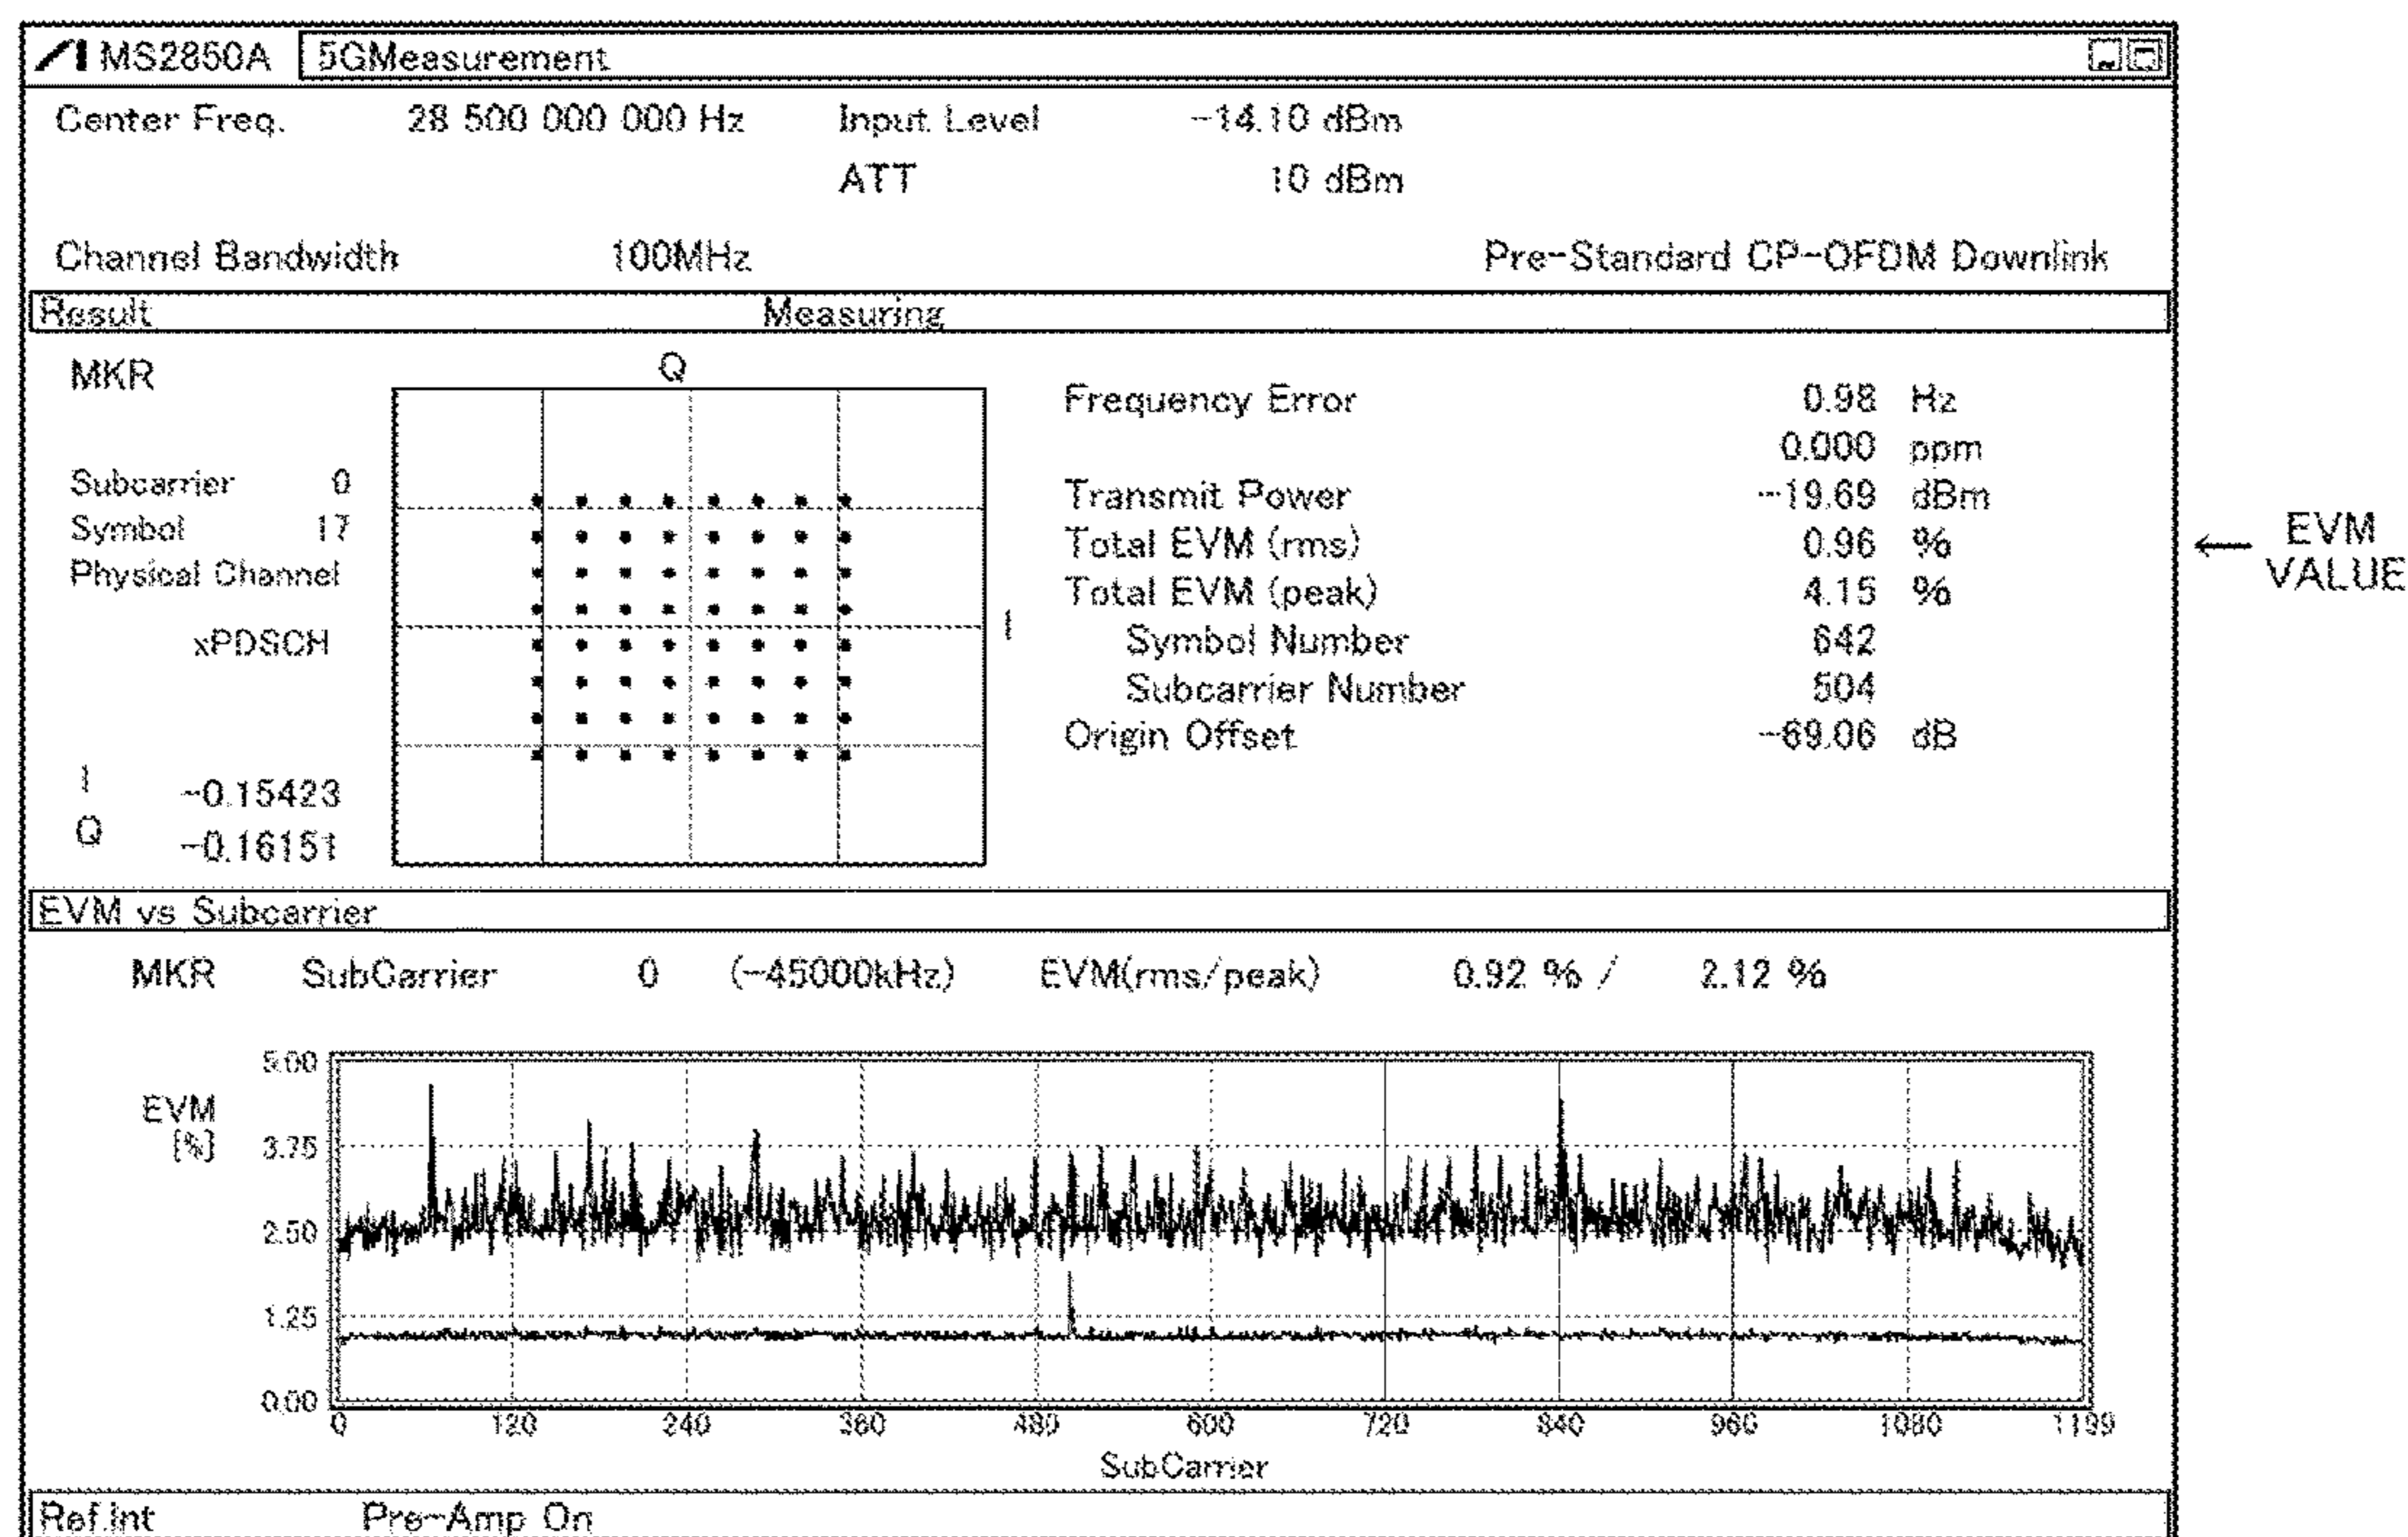 MS2850A 5GMeasurement
Center Freq. 28 500 000 000 Hz Input Level -14.10 dBm
ATT 10 dBm
Channel Bandwidth 100MHz Pre-Standard CP-OFDM Downlink
Result Measuring
MKR
Q
Subcarrier 0
Symbol 17
Physical Channel
xPDSCH
I
I -0.15423
Q -0.16151
Frequency Error 0.98 Hz
0.000 ppm
Transmit Power -19.69 dBm
Total EVM (rms) 0.96 %
Total EVM (peak) 4.15 %
Symbol Number 642
Subcarrier Number 504
Origin Offset -69.06 dB
← EVM
VALUE
EVM vs Subcarrier
MKR SubCarrier 0 (-45000kHz) EVM(rms/peak) 0.92 % / 2.12 %
EVM
[%]
5.00
3.75
2.50
1.25
0.00
0 120 240 360 480 600 720 840 960 1080 1199
SubCarrier
Ref.Int Pre-Amp On